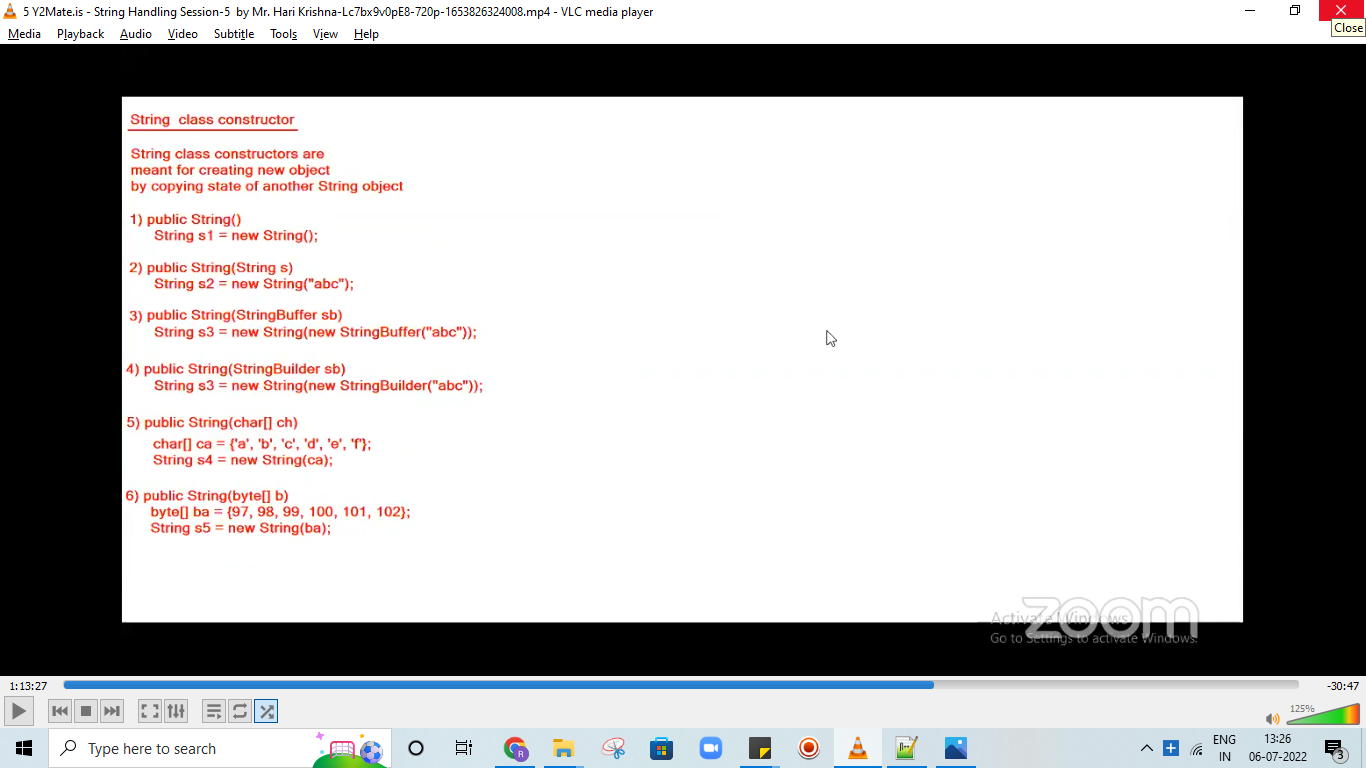 5 Y2Mate.is - String Handling Session-5  by Mr. Hari Krishna-Lc7bx9v0pE8-720p-1653826324008.mp4 - VLC media player
Close
Media Playback Audio Video Subtitle Tools View Help
String  class constructor
String class constructors are
meant for creating new object
by copying state of another String object
1) public String()
String s1 = new String();
2) public String(String s)
String s2 = new String("abc");
3) public String(StringBuffer sb)
String s3 = new String(new StringBuffer("abc"));
4) public String(StringBuilder sb)
String s3 = new String(new StringBuilder("abc"));
5) public String(char[] ch)
char[] ca = {'a', 'b', 'c', 'd', 'e', 'f'};
String s4 = new String(ca);
6) public String(byte[] b)
byte[] ba = {97, 98, 99, 100, 101, 102};
String s5 = new String(ba);
zoom
Activate Windows
Go to Settings to activate Windows.
1:13:27
-30:47
125%
Type here to search
R
ENG
IN
13:26
06-07-2022
3